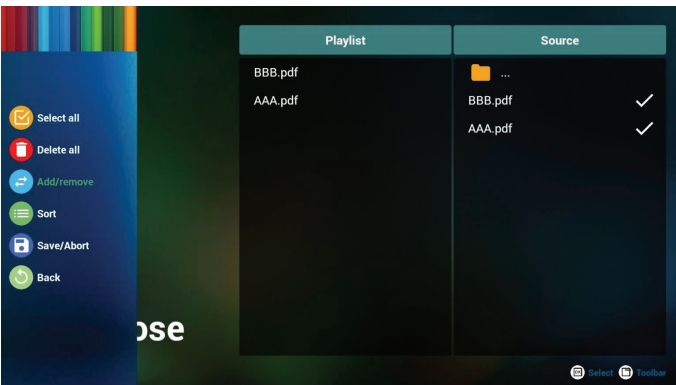 Select all
Delete all
Add/remove
Sort
Save/Abort
Back
Playlist
BBB.pdf
AAA.pdf
Source
...
BBB.pdf
AAA.pdf
ose
Select Toolbar